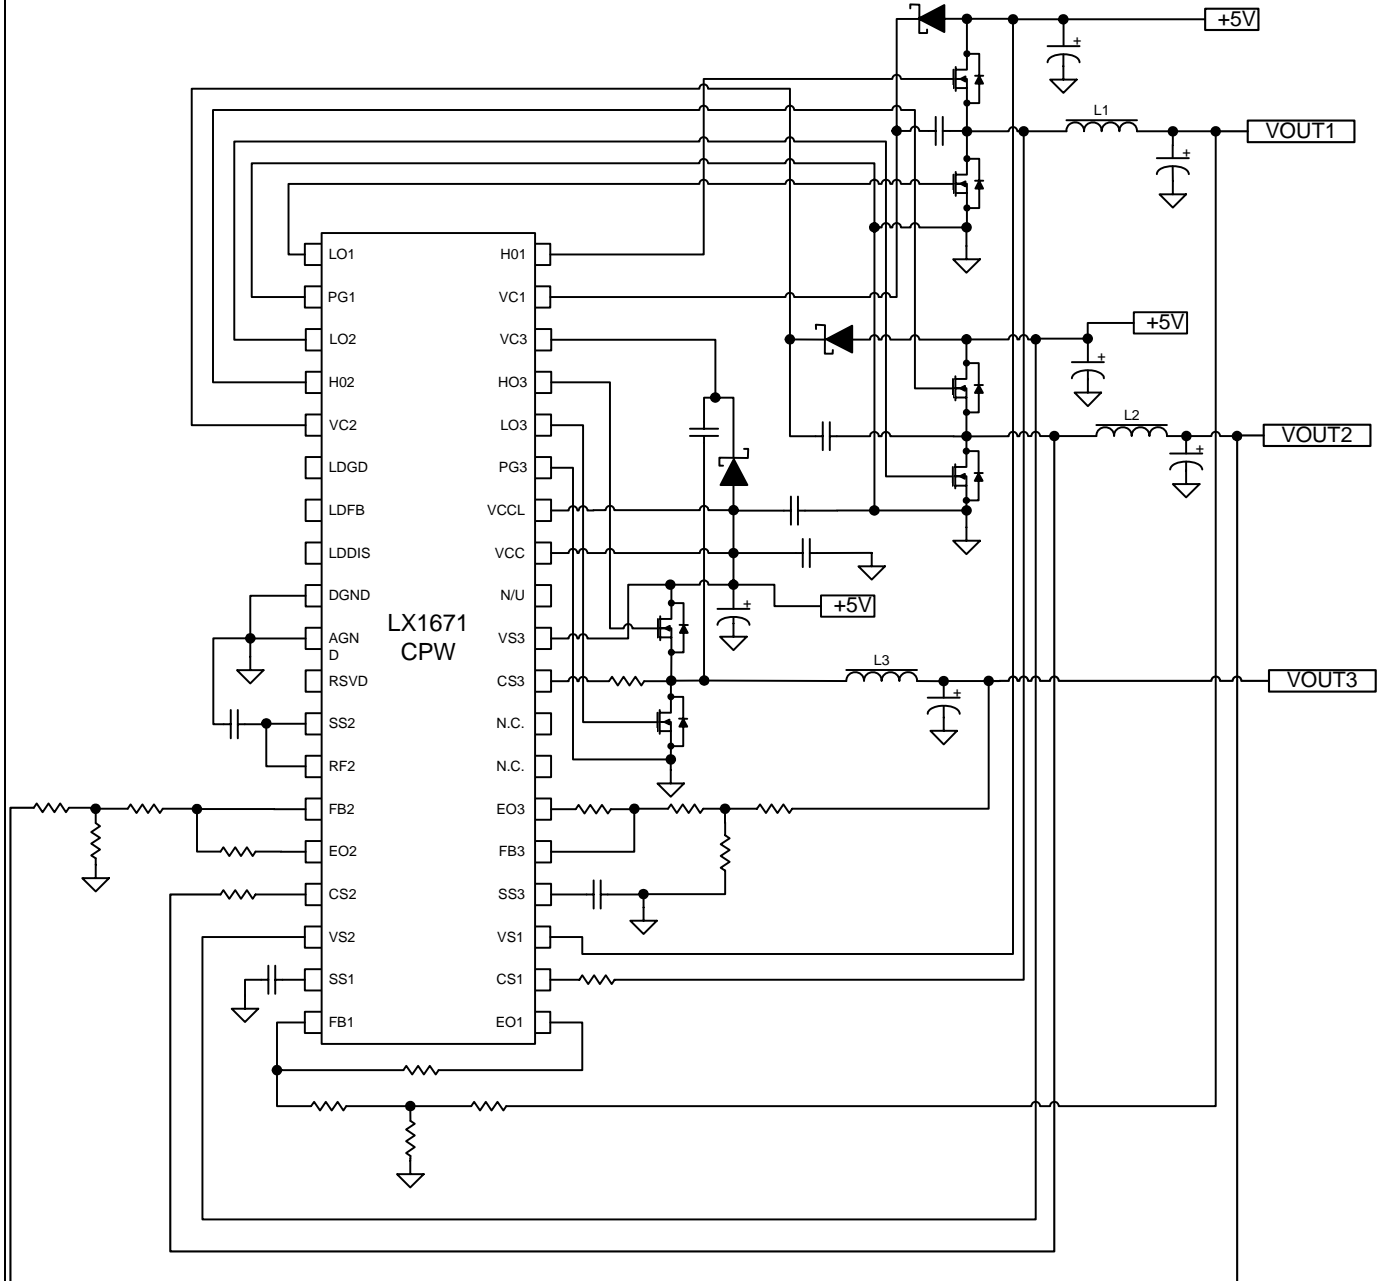 +5V
L1
VOUT1
LO1
H01
PG1
VC1
LO2
VC3
+5V
H02
HO3
VC2
LO3
L2
VOUT2
LDGD
PG3
LDFB
VCCL
LDDIS
VCC
DGND
N/U
+5V
LX1671
CPW
AGN
D
VS3
L3
RSVD
CS3
VOUT3
SS2
N.C.
RF2
N.C.
FB2
EO3
EO2
FB3
CS2
SS3
VS2
VS1
SS1
CS1
FB1
EO1
+
+
+
+
+
+